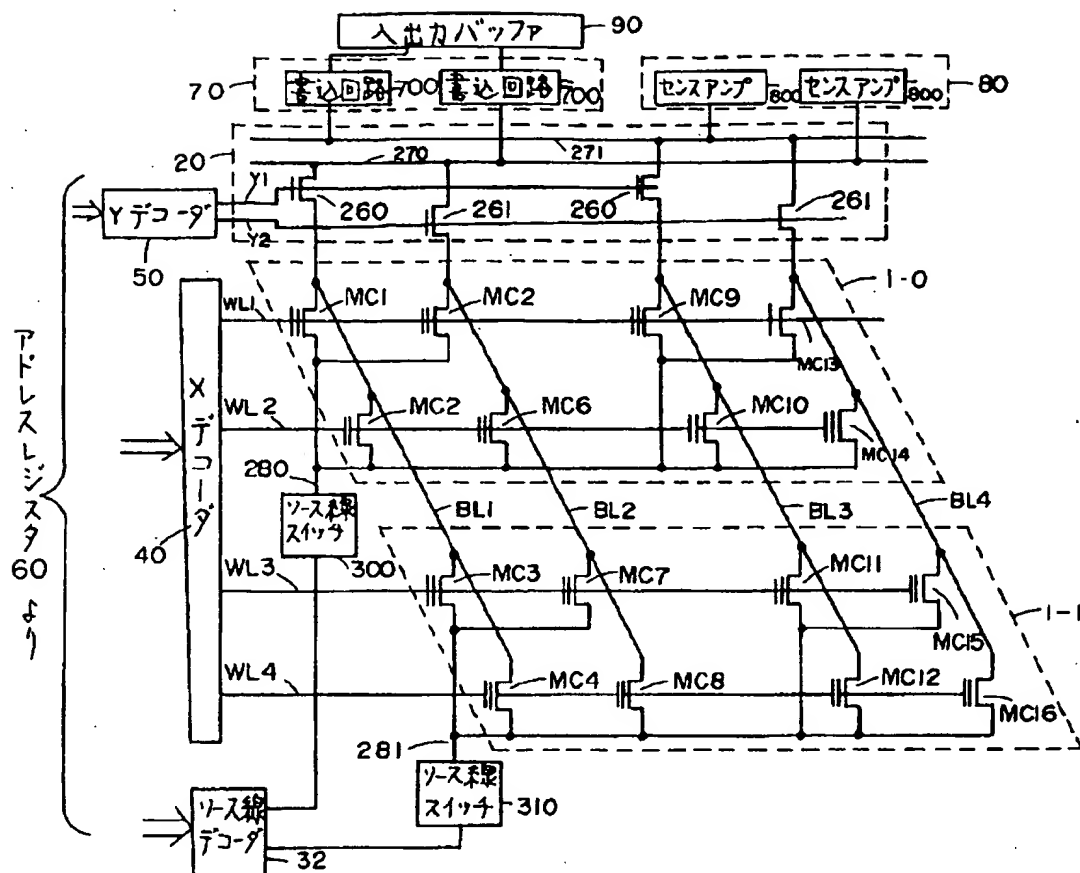 入出力バッファ
90
70
書込回路
700
書込回路
700
センスアンプ
800
センスアンプ
800
80
20
270
271
Y1
Y2
260
261
260
261
Yデコーダ
50
1-0
WL1
MC1
MC2
MC9
MC13
Xデコーダ
40
WL2
MC2
MC6
MC10
MC14
アドレスレジスタ60より
280
ソース線
スイッチ
300
BL1
BL2
BL3
BL4
WL3
MC3
MC7
MC11
MC15
1-1
WL4
MC4
MC8
MC12
MC16
281
ソース線
スイッチ
310
ソース線
デコーダ
32